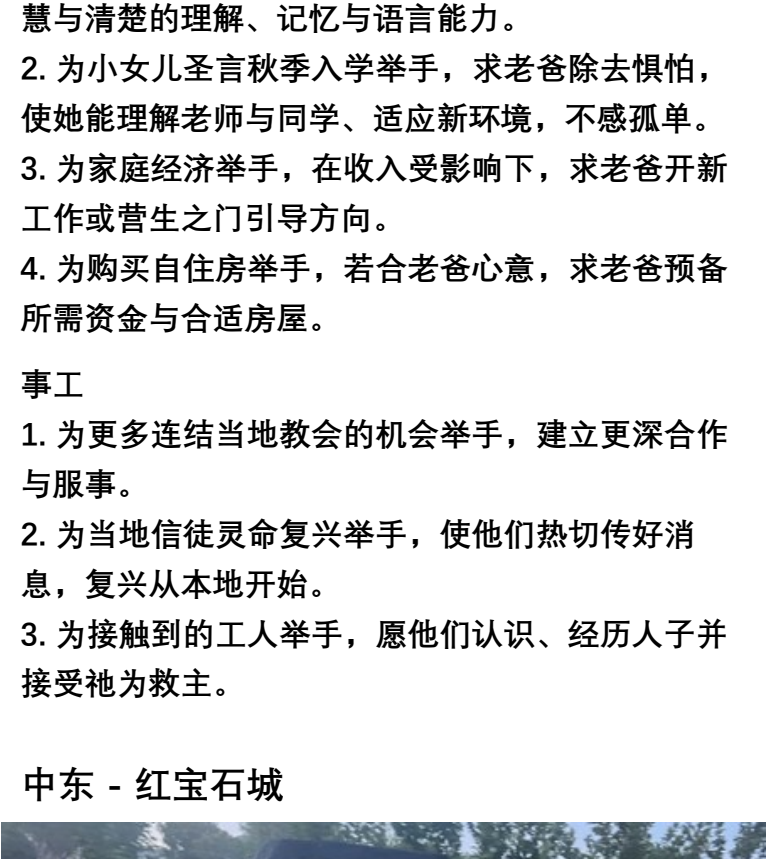 慧与清楚的理解、记忆与语言能力。
2. 为小女儿圣言秋季入学举手，求老爸除去惧怕，
使她能理解老师与同学、适应新环境，不感孤单。
3. 为家庭经济举手，在收入受影响下，求老爸开新
工作或营生之门引导方向。
4. 为购买自住房举手，若合老爸心意，求老爸预备
所需资金与合适房屋。
事工
1. 为更多连结当地教会的机会举手，建立更深合作
与服事。
2. 为当地信徒灵命复兴举手，使他们热切传好消
息，复兴从本地开始。
3. 为接触到的工人举手，愿他们认识、经历人子并
接受祂为救主。
中东 - 红宝石城